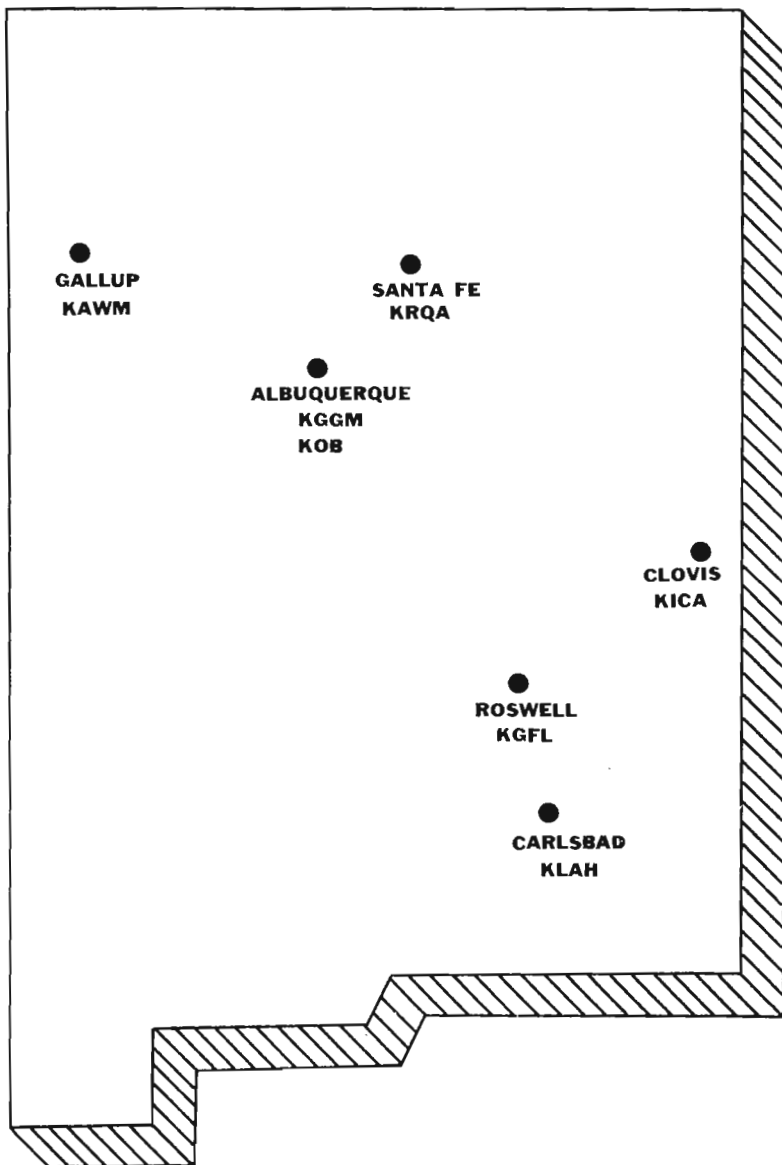 GALLUP
KAWM
SANTA FE
KRQA
ALBUQUERQUE
KGGM
KOB
CLOVIS
KICA
ROSWELL
KGFL
CARLSBAD
KLAH